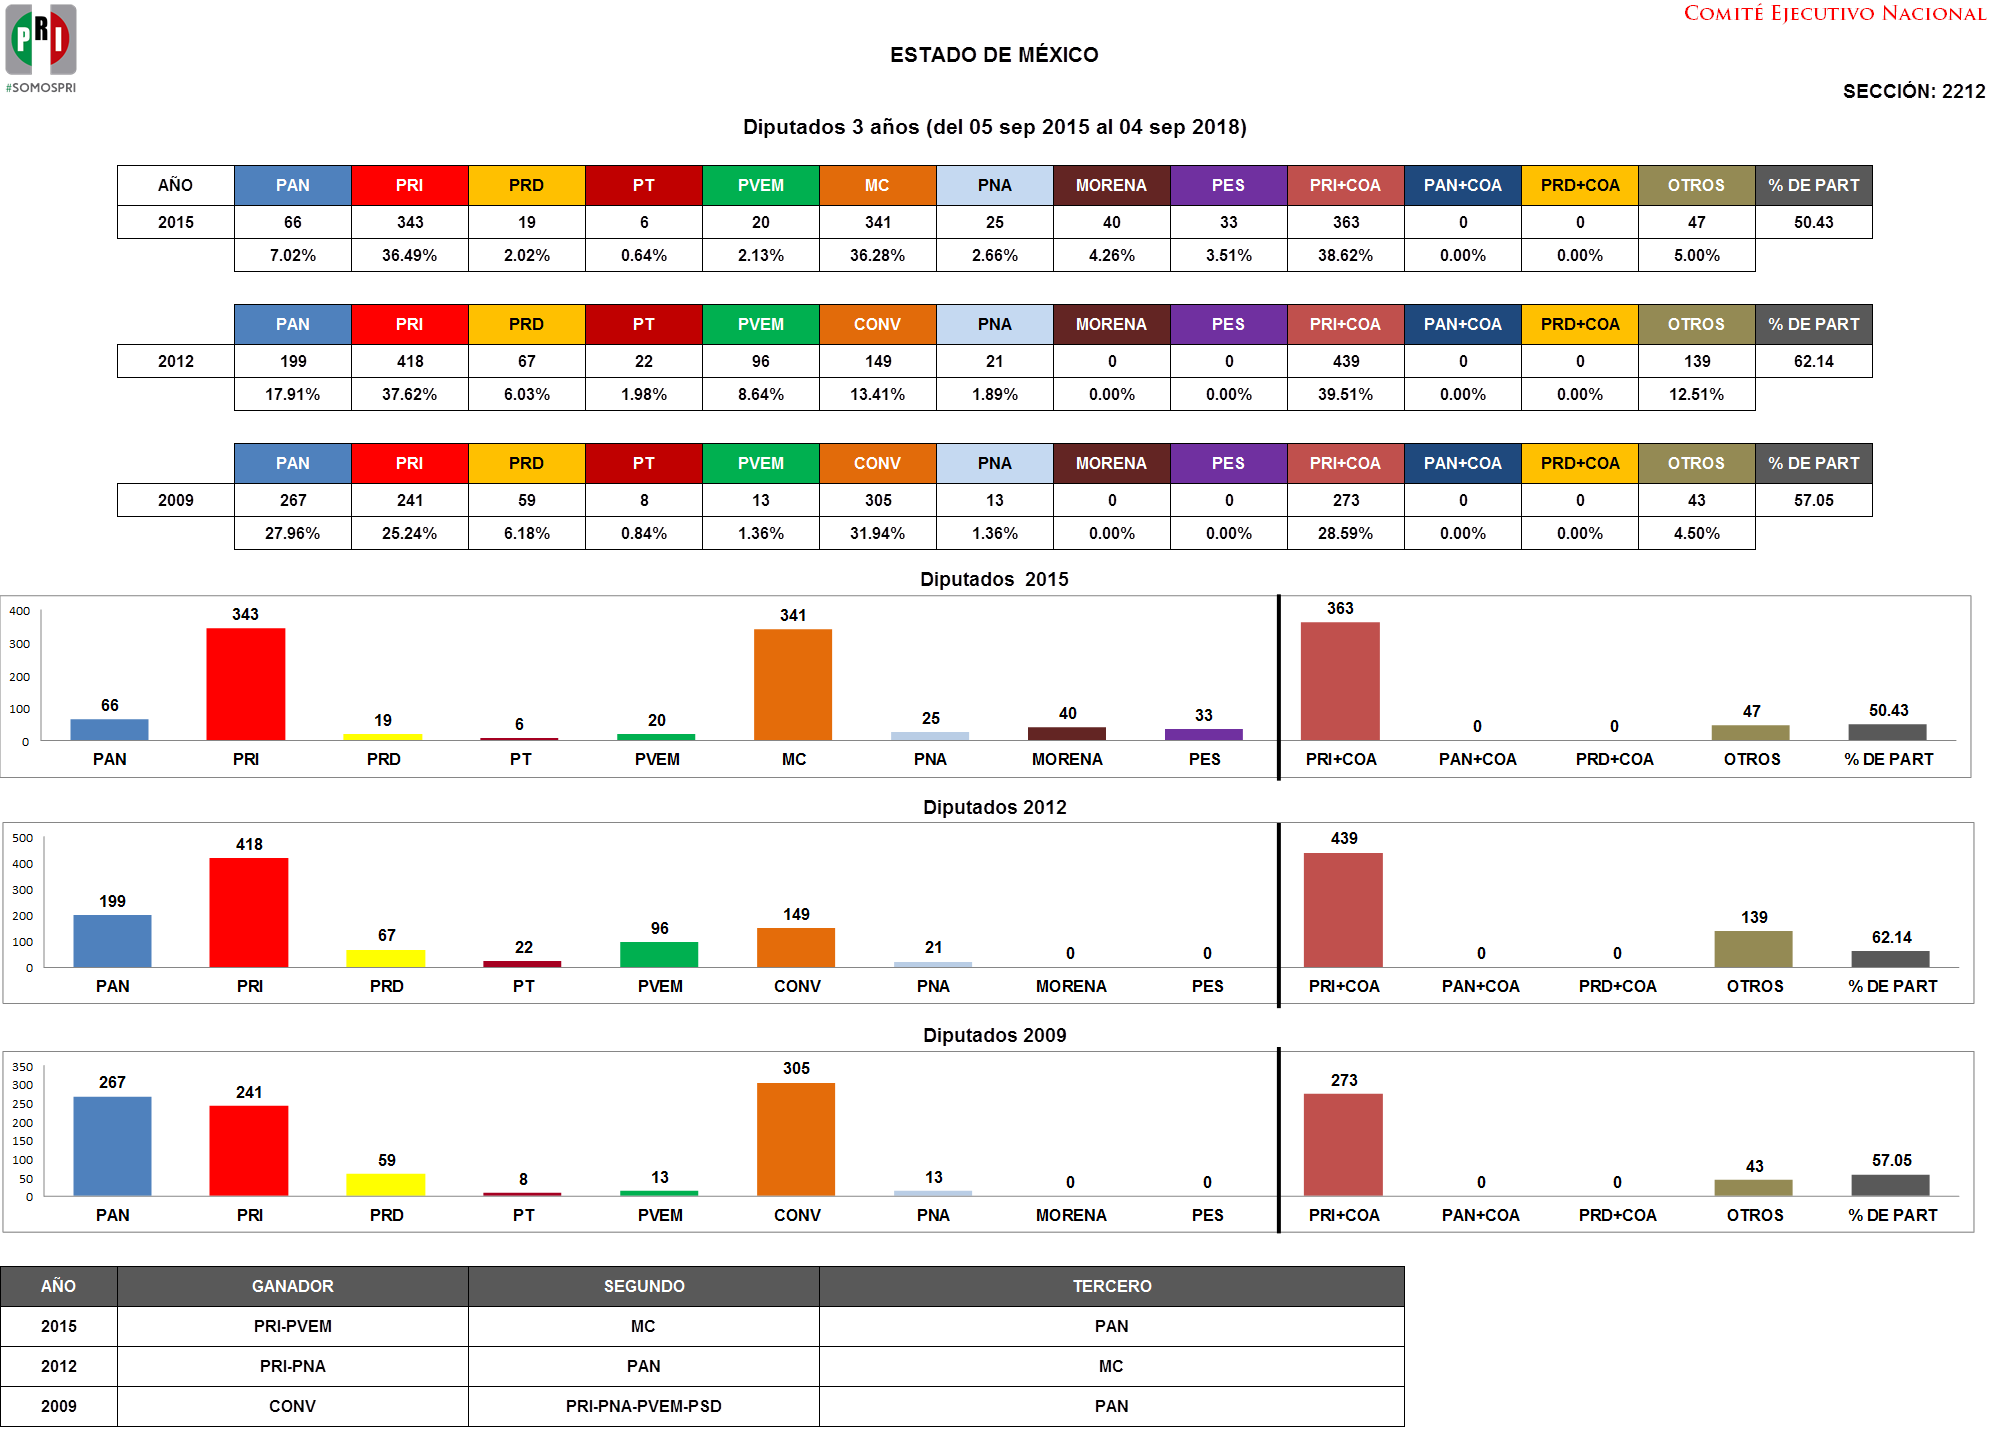 PRI
#SOMOSPRI
COMITÉ EJECUTIVO NACIONAL
ESTADO DE MÉXICO
SECCIÓN: 2212
Diputados 3 años (del 05 sep 2015 al 04 sep 2018)
AÑO PAN PRI PRD PT PVEM MC PNA MORENA PES PRI+COA PAN+COA PRD+COA OTROS % DE PART
2015 66 343 19 6 20 341 25 40 33 363 0 0 47 50.43
7.02% 36.49% 2.02% 0.64% 2.13% 36.28% 2.66% 4.26% 3.51% 38.62% 0.00% 0.00% 5.00%
PAN PRI PRD PT PVEM CONV PNA MORENA PES PRI+COA PAN+COA PRD+COA OTROS % DE PART
2012 199 418 67 22 96 149 21 0 0 439 0 0 139 62.14
17.91% 37.62% 6.03% 1.98% 8.64% 13.41% 1.89% 0.00% 0.00% 39.51% 0.00% 0.00% 12.51%
PAN PRI PRD PT PVEM CONV PNA MORENA PES PRI+COA PAN+COA PRD+COA OTROS % DE PART
2009 267 241 59 8 13 305 13 0 0 273 0 0 43 57.05
27.96% 25.24% 6.18% 0.84% 1.36% 31.94% 1.36% 0.00% 0.00% 28.59% 0.00% 0.00% 4.50%
Diputados 2015
400
300
200
100
0
66 343 19 6 20 341 25 40 33 363 0 0 47 50.43
PAN PRI PRD PT PVEM MC PNA MORENA PES PRI+COA PAN+COA PRD+COA OTROS % DE PART
Diputados 2012
500
400
300
200
100
0
199 418 67 22 96 149 21 0 0 439 0 0 139 62.14
PAN PRI PRD PT PVEM CONV PNA MORENA PES PRI+COA PAN+COA PRD+COA OTROS % DE PART
Diputados 2009
350
300
250
200
150
100
50
0
267 241 59 8 13 305 13 0 0 273 0 0 43 57.05
PAN PRI PRD PT PVEM CONV PNA MORENA PES PRI+COA PAN+COA PRD+COA OTROS % DE PART
AÑO GANADOR SEGUNDO TERCERO
2015 PRI-PVEM MC PAN
2012 PRI-PNA PAN MC
2009 CONV PRI-PNA-PVEM-PSD PAN